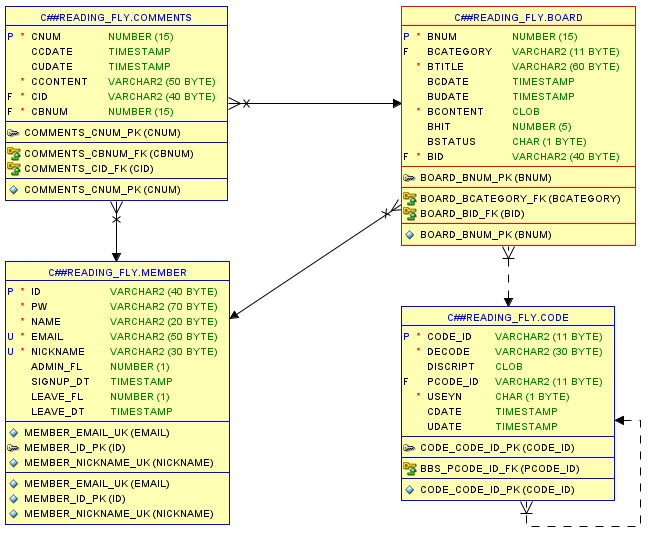 C##READING_FLY.COMMENTS
P * CNUM NUMBER (15)
CCDATE TIMESTAMP
CUDATE TIMESTAMP
* CCONTENT VARCHAR2 (50 BYTE)
F * CID VARCHAR2 (40 BYTE)
F * CBNUM NUMBER (15)
COMMENTS_CNUM_PK (CNUM)
COMMENTS_CBNUM_FK (CBNUM)
COMMENTS_CID_FK (CID)
COMMENTS_CNUM_PK (CNUM)
C##READING_FLY.BOARD
P * BNUM NUMBER (15)
F BCATEGORY VARCHAR2 (11 BYTE)
* BTITLE VARCHAR2 (60 BYTE)
BCDATE TIMESTAMP
BUDATE TIMESTAMP
* BCONTENT CLOB
BHIT NUMBER (5)
BSTATUS CHAR (1 BYTE)
F * BID VARCHAR2 (40 BYTE)
BOARD_BNUM_PK (BNUM)
BOARD_BCATEGORY_FK (BCATEGORY)
BOARD_BID_FK (BID)
BOARD_BNUM_PK (BNUM)
C##READING_FLY.MEMBER
P * ID VARCHAR2 (40 BYTE)
* PW VARCHAR2 (70 BYTE)
* NAME VARCHAR2 (20 BYTE)
U * EMAIL VARCHAR2 (50 BYTE)
U * NICKNAME VARCHAR2 (30 BYTE)
ADMIN_FL NUMBER (1)
SIGNUP_DT TIMESTAMP
LEAVE_FL NUMBER (1)
LEAVE_DT TIMESTAMP
MEMBER_EMAIL_UK (EMAIL)
MEMBER_ID_PK (ID)
MEMBER_NICKNAME_UK (NICKNAME)
MEMBER_EMAIL_UK (EMAIL)
MEMBER_ID_PK (ID)
MEMBER_NICKNAME_UK (NICKNAME)
C##READING_FLY.CODE
P * CODE_ID VARCHAR2 (11 BYTE)
* DECODE VARCHAR2 (30 BYTE)
DISCRIPT CLOB
F PCODE_ID VARCHAR2 (11 BYTE)
* USEYN CHAR (1 BYTE)
CDATE TIMESTAMP
UDATE TIMESTAMP
CODE_CODE_ID_PK (CODE_ID)
BBS_PCODE_ID_FK (PCODE_ID)
CODE_CODE_ID_PK (CODE_ID)